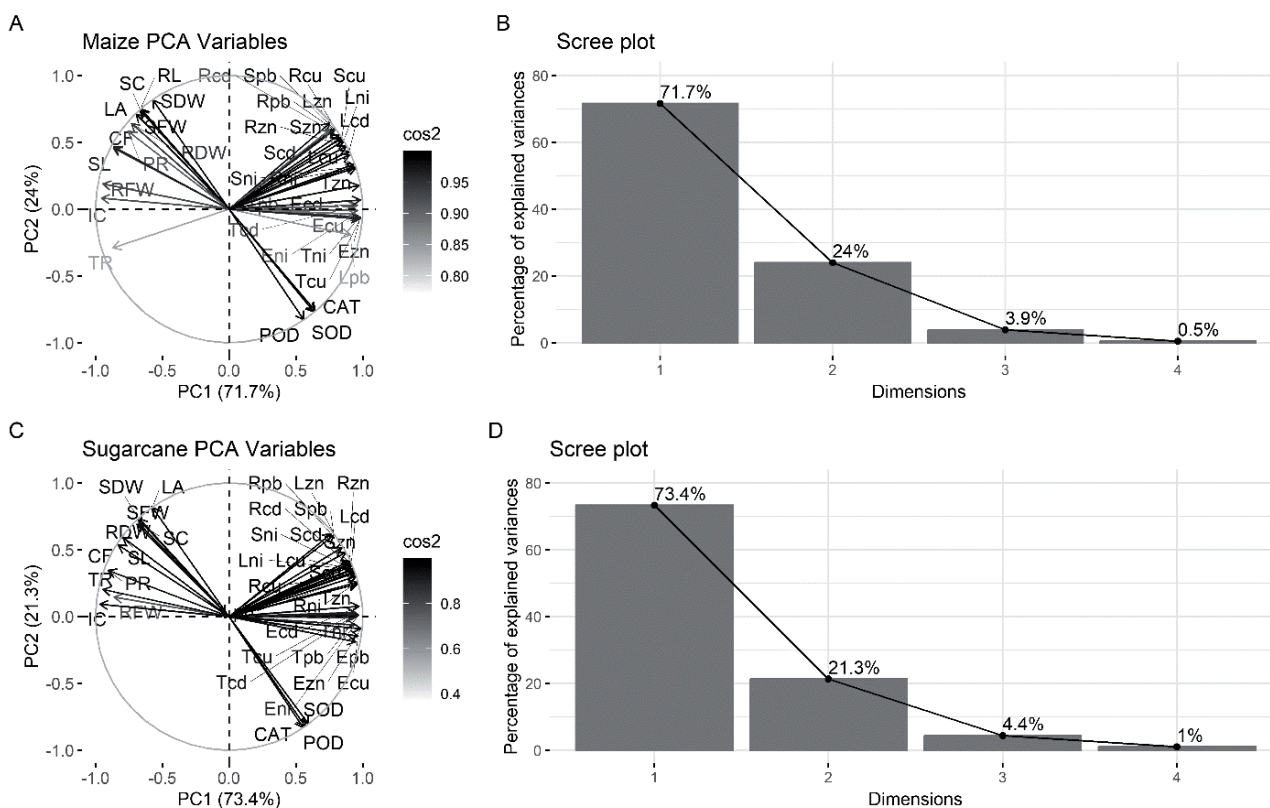 A
Maize PCA Variables
SC RL Rcd Spb Rcu Scu
LA SDW Rpb Lzn Lni
SFW Rzn Szn Lcd
CF PR RDW Scd Lcu
SL Sni Tzn
RFW Ecd
IC Tcd Ecu
TR Eni Tni Ezn
Tcu Lpb
CAT
POD SOD
1.0
0.5
0.0
-0.5
-1.0
PC2 (24%)
-1.0 -0.5 0.0 0.5 1.0
PC1 (71.7%)
cos2
0.95
0.90
0.85
0.80
B
Scree plot
Percentage of explained variances
80
60
40
20
0
71.7%
24%
3.9%
0.5%
1 2 3 4
Dimensions
C
Sugarcane PCA Variables
SDW LA Rpb Lzn Rzn
SFW Rcd Spb Lcd
RDW SC Sni Scd Szn
CF SL Lni Lcu
TR PR Rcu Tzn
RFW Rni
IC Ecd
Tcu Tpb Epb
Tcd Ezn Ecu
Eni SOD
CAT POD
1.0
0.5
0.0
-0.5
-1.0
PC2 (21.3%)
-1.0 -0.5 0.0 0.5 1.0
PC1 (73.4%)
cos2
0.8
0.6
0.4
D
Scree plot
Percentage of explained variances
80
60
40
20
0
73.4%
21.3%
4.4%
1%
1 2 3 4
Dimensions